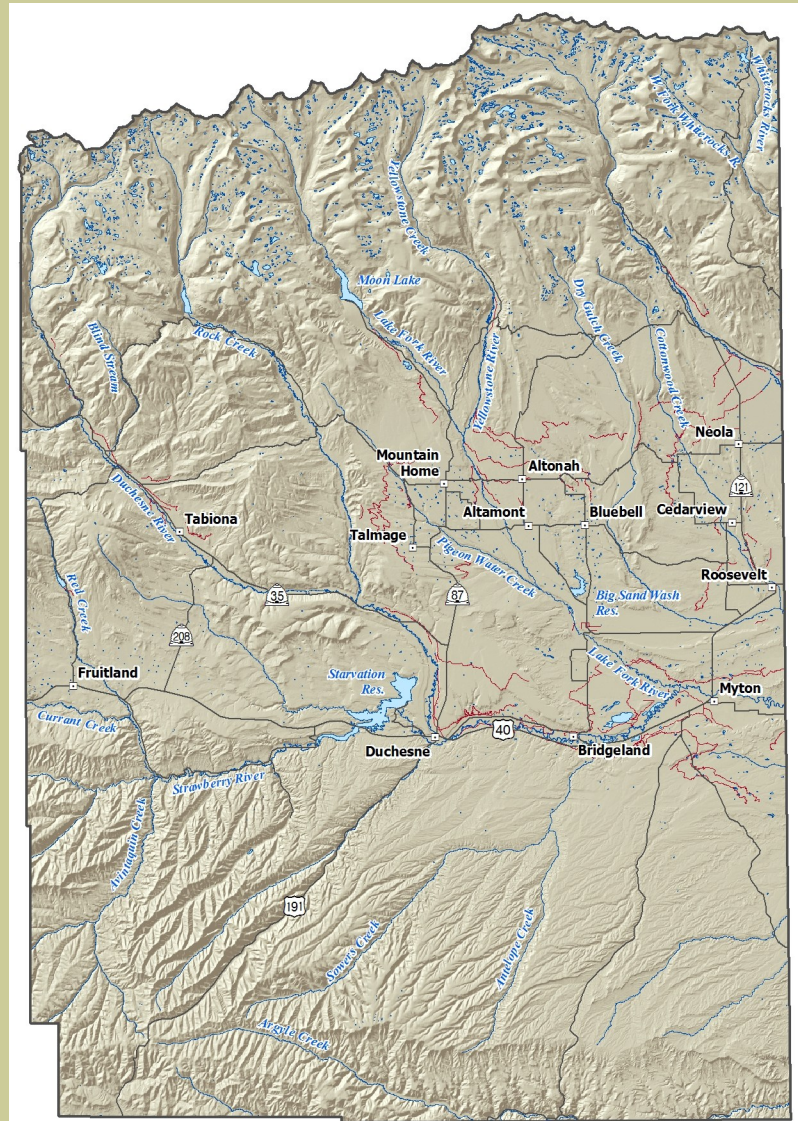 Whiterocks River
W. Fork Whiterocks R.
Yellowstone Creek
Moon Lake
Dry Gulch Creek
Lake Fork River
Blind Stream
Rock Creek
Cottonwood Creek
Yellowstone River
Neola
Mountain
Home
Altonah
121
Duchesne River
Tabiona
Altamont
Bluebell
Cedarview
Talmage
Pigeon Water Creek
Roosevelt
Red Creek
35
87
Big Sand Wash
Res.
208
Fruitland
Starvation
Res.
Lake Fork River
Myton
Currant Creek
40
Duchesne
Bridgeland
Strawberry River
Avintaquin Creek
191
Sowers Creek
Antelope Creek
Argyle Creek